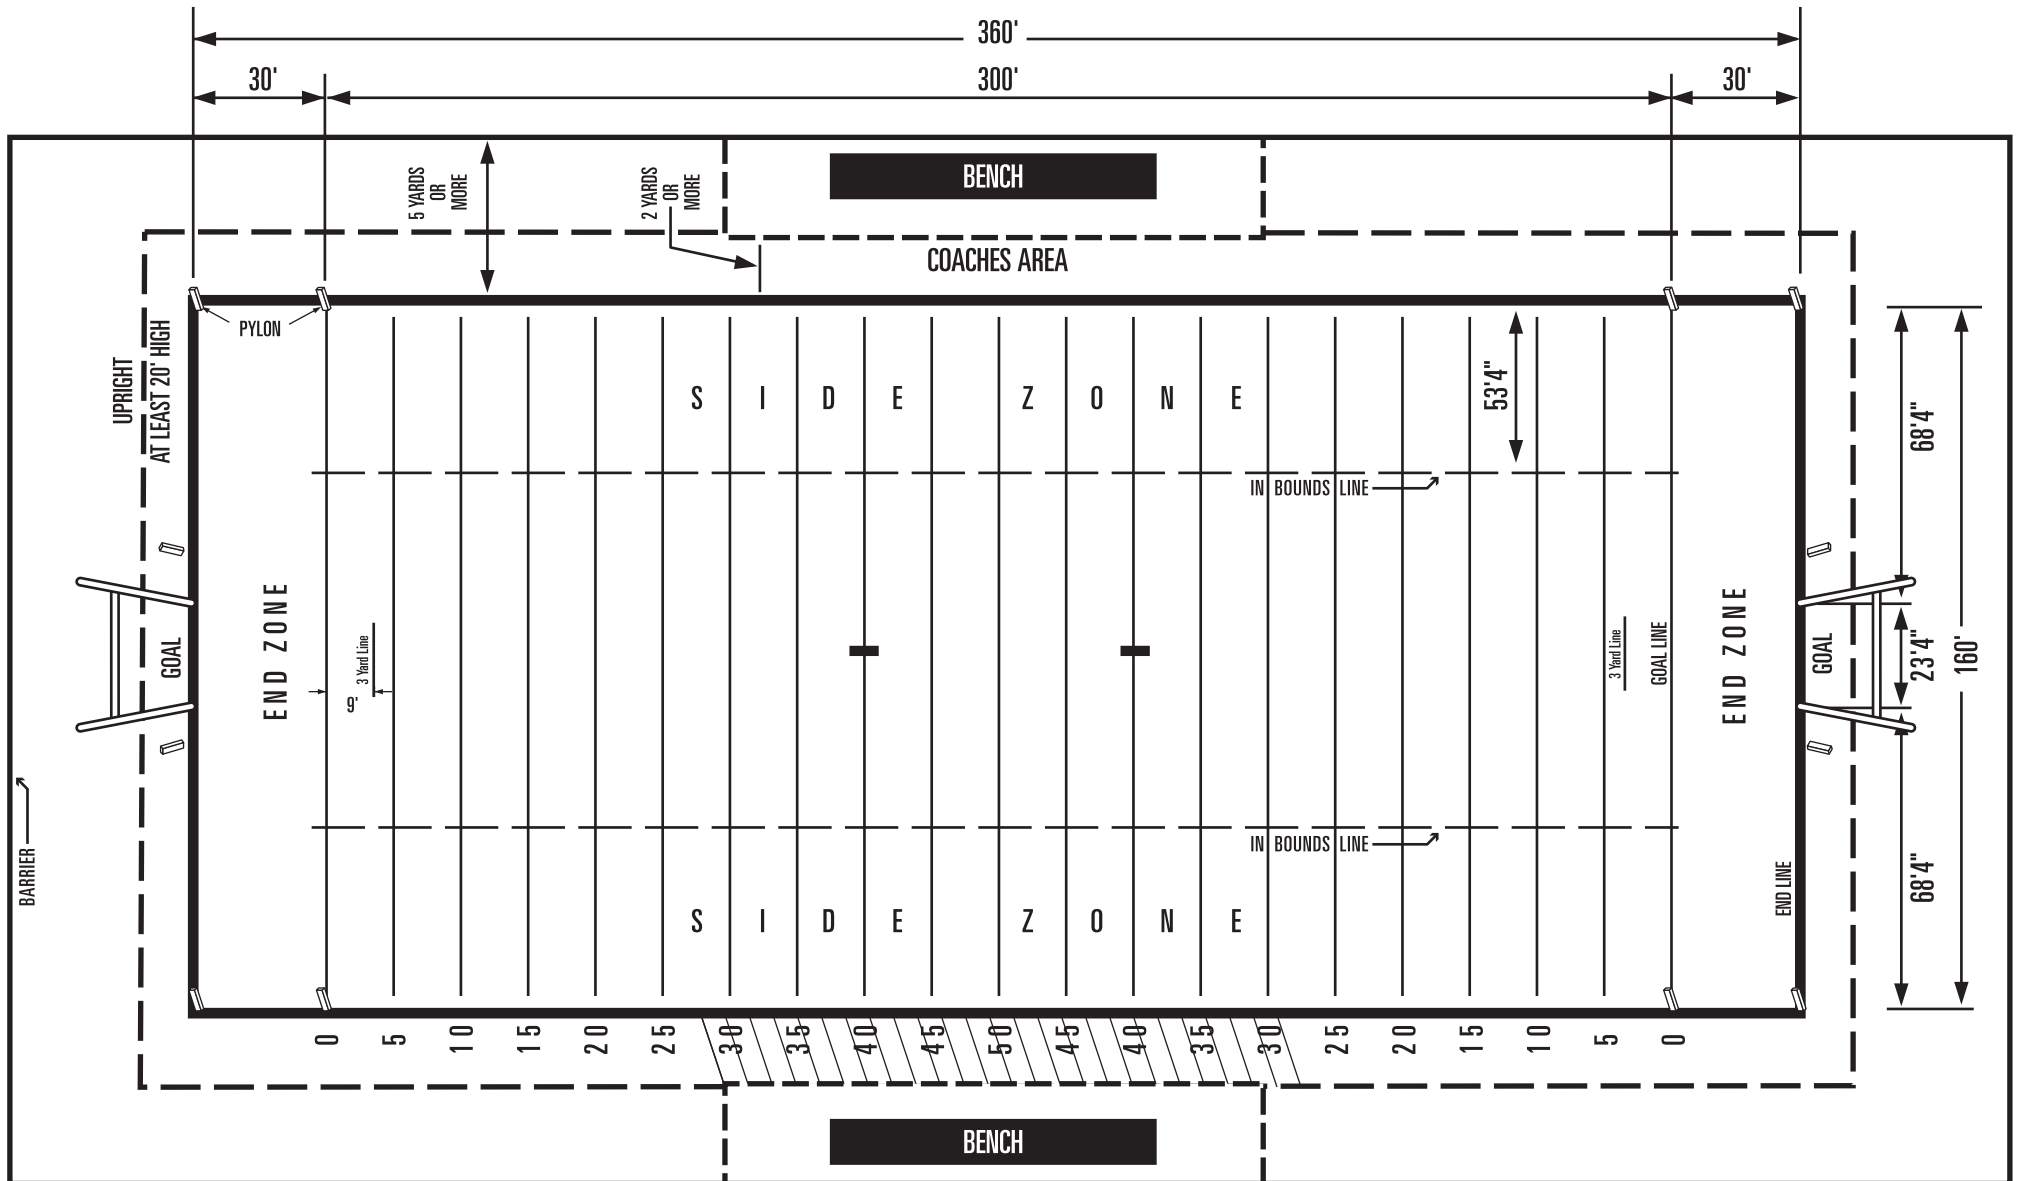 360'
30'
300'
30'
5 YARDS
OR
MORE
2 YARDS
OR
MORE
BENCH
COACHES AREA
PYLON
UPRIGHT
AT LEAST 20' HIGH
SIDE ZONE
53'4"
68'4"
IN BOUNDS LINE
END ZONE
GOAL
3 Yard Line
9'
3 Yard Line
GOAL LINE
END ZONE
GOAL
23'4"
160'
BARRIER
IN BOUNDS LINE
END LINE
68'4"
SIDE ZONE
0 5 10 15 20 25 30 35 40 45 50 45 40 35 30 25 20 15 10 5 0
BENCH